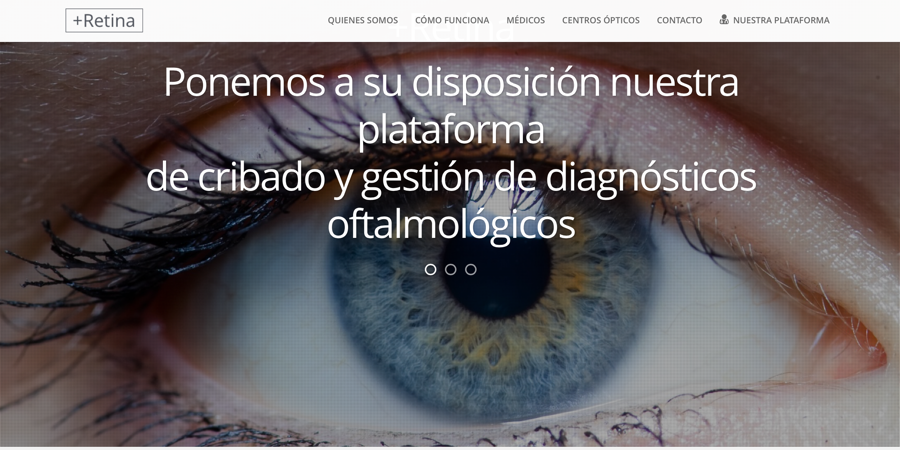 +Retina
QUIENES SOMOS CÓMO FUNCIONA MÉDICOS CENTROS ÓPTICOS CONTACTO NUESTRA PLATAFORMA
+Retina
Ponemos a su disposición nuestra
plataforma
de cribado y gestión de diagnósticos
oftalmológicos